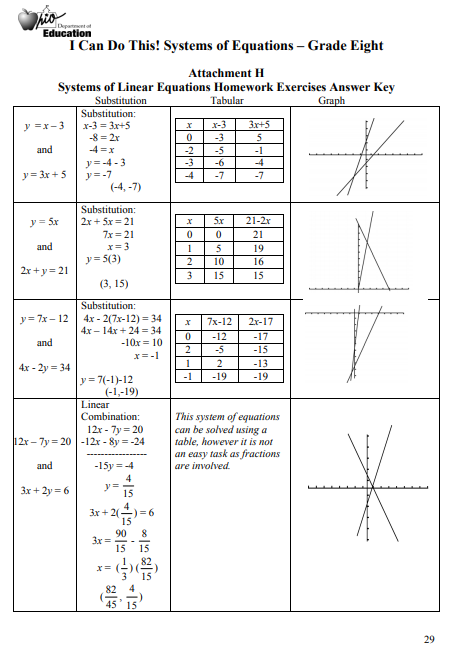 Ohio Department of
Education
I Can Do This! Systems of Equations – Grade Eight
Attachment H
Systems of Linear Equations Homework Exercises Answer Key
Substitution Tabular Graph
y = x – 3
and
y = 3x + 5
Substitution:
x-3 = 3x+5
-8 = 2x
-4 = x
y = -4 - 3
y = -7
(-4, -7)
x x-3 3x+5
0 -3 5
-2 -5 -1
-3 -6 -4
-4 -7 -7
y = 5x
and
2x + y = 21
Substitution:
2x + 5x = 21
7x = 21
x = 3
y = 5(3)
(3, 15)
x 5x 21-2x
0 0 21
1 5 19
2 10 16
3 15 15
y = 7x – 12
and
4x - 2y = 34
Substitution:
4x - 2(7x-12) = 34
4x – 14x + 24 = 34
-10x = 10
x = -1
y = 7(-1)-12
(-1,-19)
x 7x-12 2x-17
0 -12 -17
2 -5 -15
1 2 -13
-1 -19 -19
12x – 7y = 20
and
3x + 2y = 6
Linear
Combination:
12x - 7y = 20
-12x - 8y = -24
-----------------
-15y = -4
y = 4/15
3x + 2(4/15) = 6
3x = 90/15 - 8/15
x = (1/3)(82/15)
(82/45, 4/15)
This system of equations
can be solved using a
table, however it is not
an easy task as fractions
are involved.
29